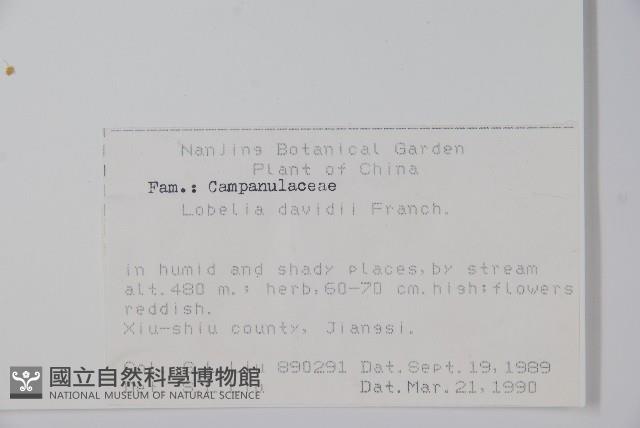 NanJing Botanical Garden
Plant of China
Fam.: Campanulaceae
Lobelia davidii Franch.
in humid and shady places, by stream
alt. 480 m.; herb, 60-70 cm. high; flowers
reddish.
Xiu-shiu county, Jiangsi.
890291 Dat. Sept. 19, 1989
Dat. Mar. 21, 1990
國立自然科學博物館
NATIONAL MUSEUM OF NATURAL SCIENCE